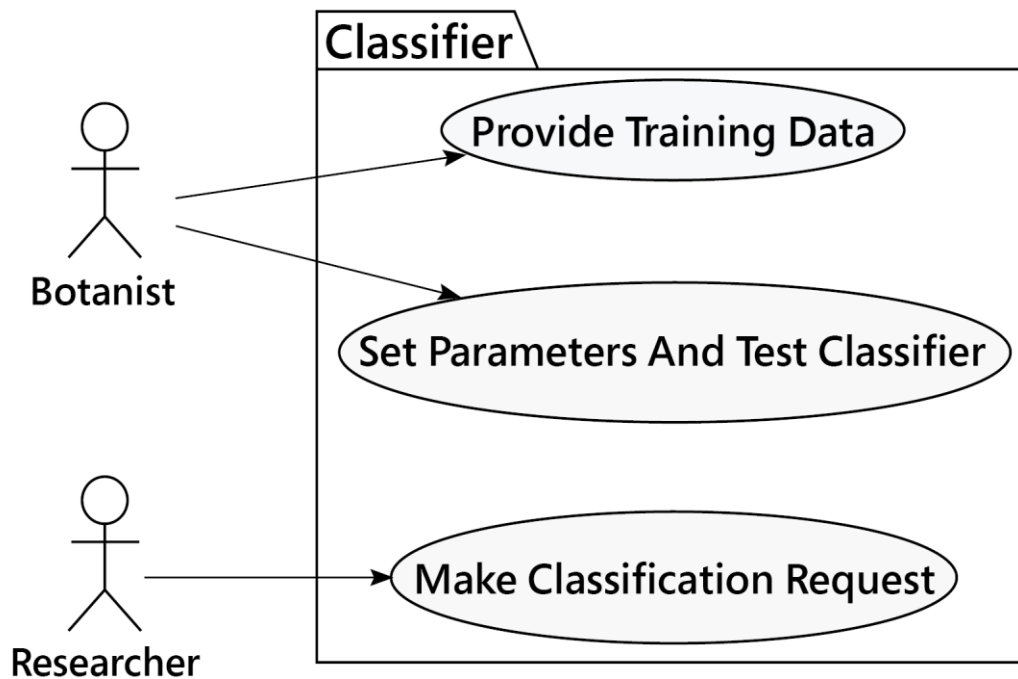 Classifier
Provide Training Data
Botanist
Set Parameters And Test Classifier
Make Classification Request
Researcher